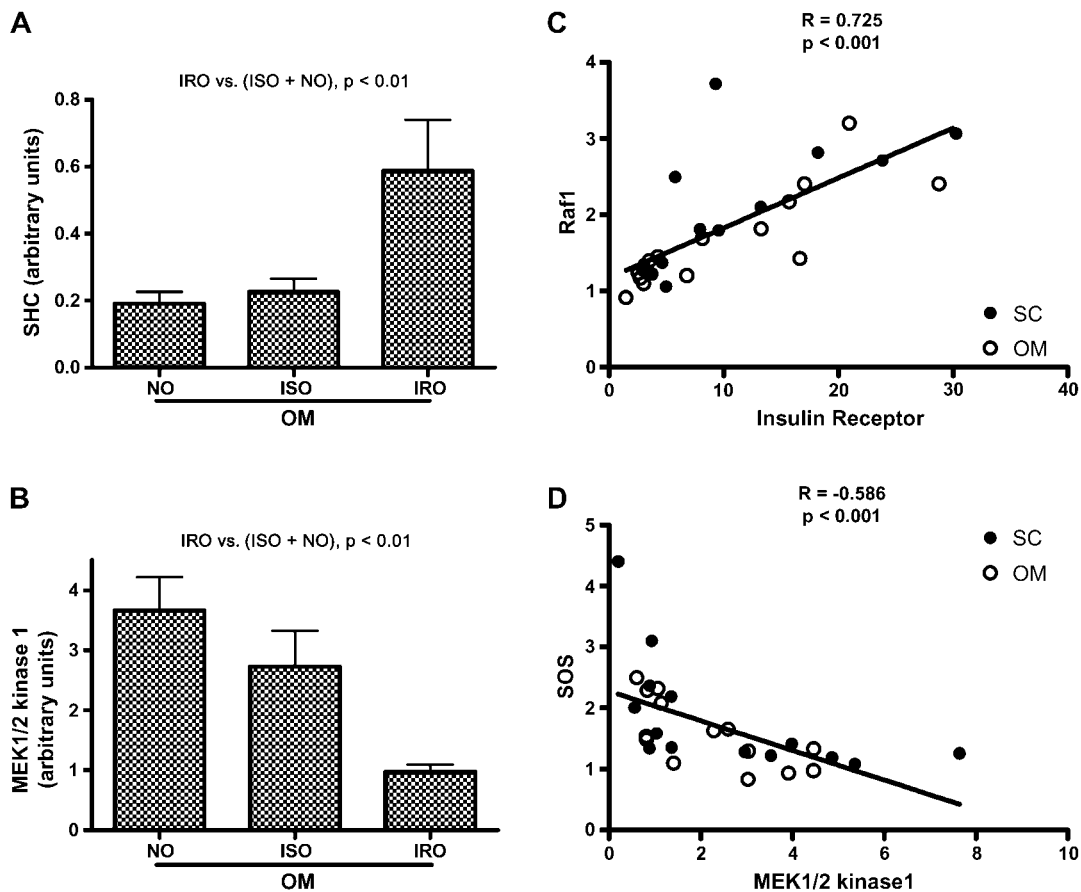 A
IRO vs. (ISO + NO), p < 0.01
SHC (arbitrary units)
0.8
0.6
0.4
0.2
0.0
NO ISO IRO
OM
B
IRO vs. (ISO + NO), p < 0.01
MEK1/2 kinase 1
(arbitrary units)
4
3
2
1
0
NO ISO IRO
OM
C
R = 0.725
p < 0.001
Raf1
4
3
2
1
0
SC
OM
0 10 20 30 40
Insulin Receptor
D
R = -0.586
p < 0.001
SOS
5
4
3
2
1
0
SC
OM
0 2 4 6 8 10
MEK1/2 kinase1